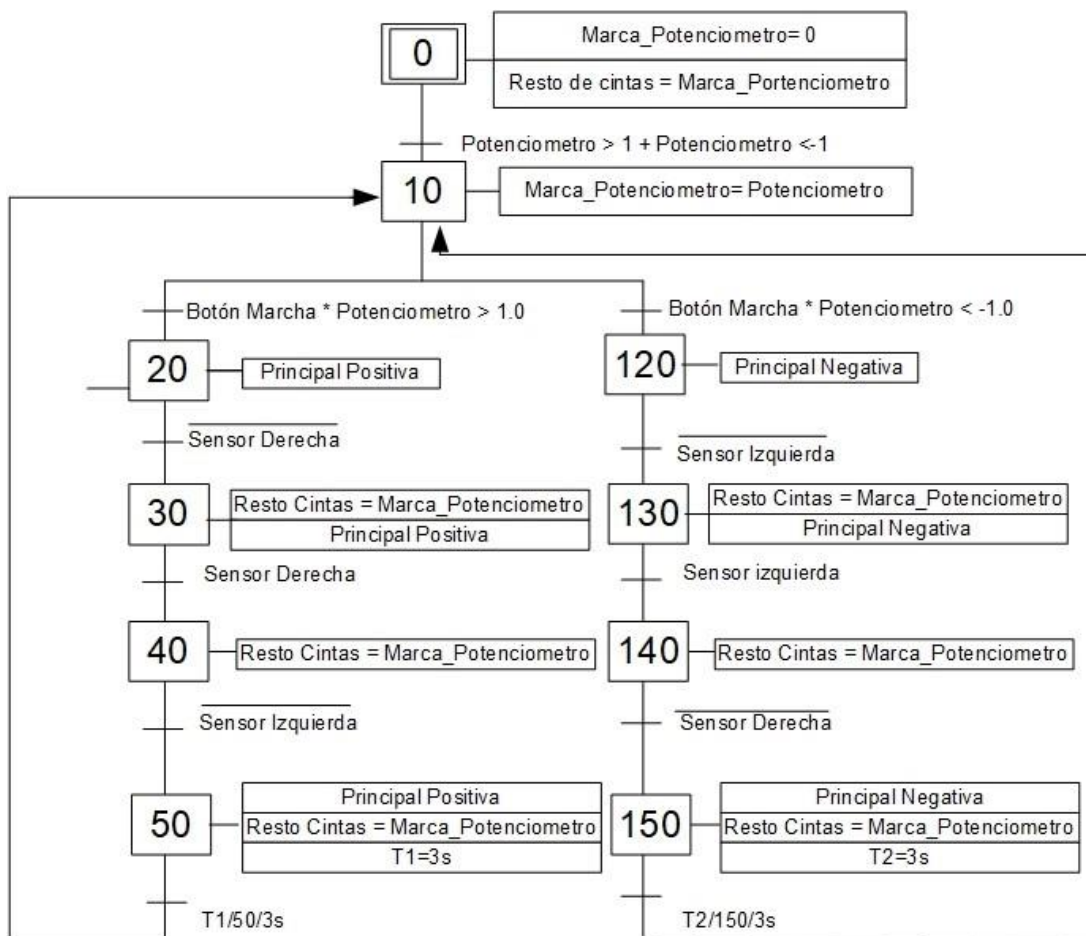 0
Marca_Potenciometro= 0
Resto de cintas = Marca_Portenciometro
Potenciometro > 1 + Potenciometro <-1
10
Marca_Potenciometro= Potenciometro
Botón Marcha * Potenciometro > 1.0
Botón Marcha * Potenciometro < -1.0
20
Principal Positiva
120
Principal Negativa
Sensor Derecha
Sensor Izquierda
30
Resto Cintas = Marca_Potenciometro
Principal Positiva
130
Resto Cintas = Marca_Potenciometro
Principal Negativa
Sensor Derecha
Sensor izquierda
40
Resto Cintas = Marca_Potenciometro
140
Resto Cintas = Marca_Potenciometro
Sensor Izquierda
Sensor Derecha
50
Principal Positiva
Resto Cintas = Marca_Potenciometro
T1=3s
150
Principal Negativa
Resto Cintas = Marca_Potenciometro
T2=3s
T1/50/3s
T2/150/3s